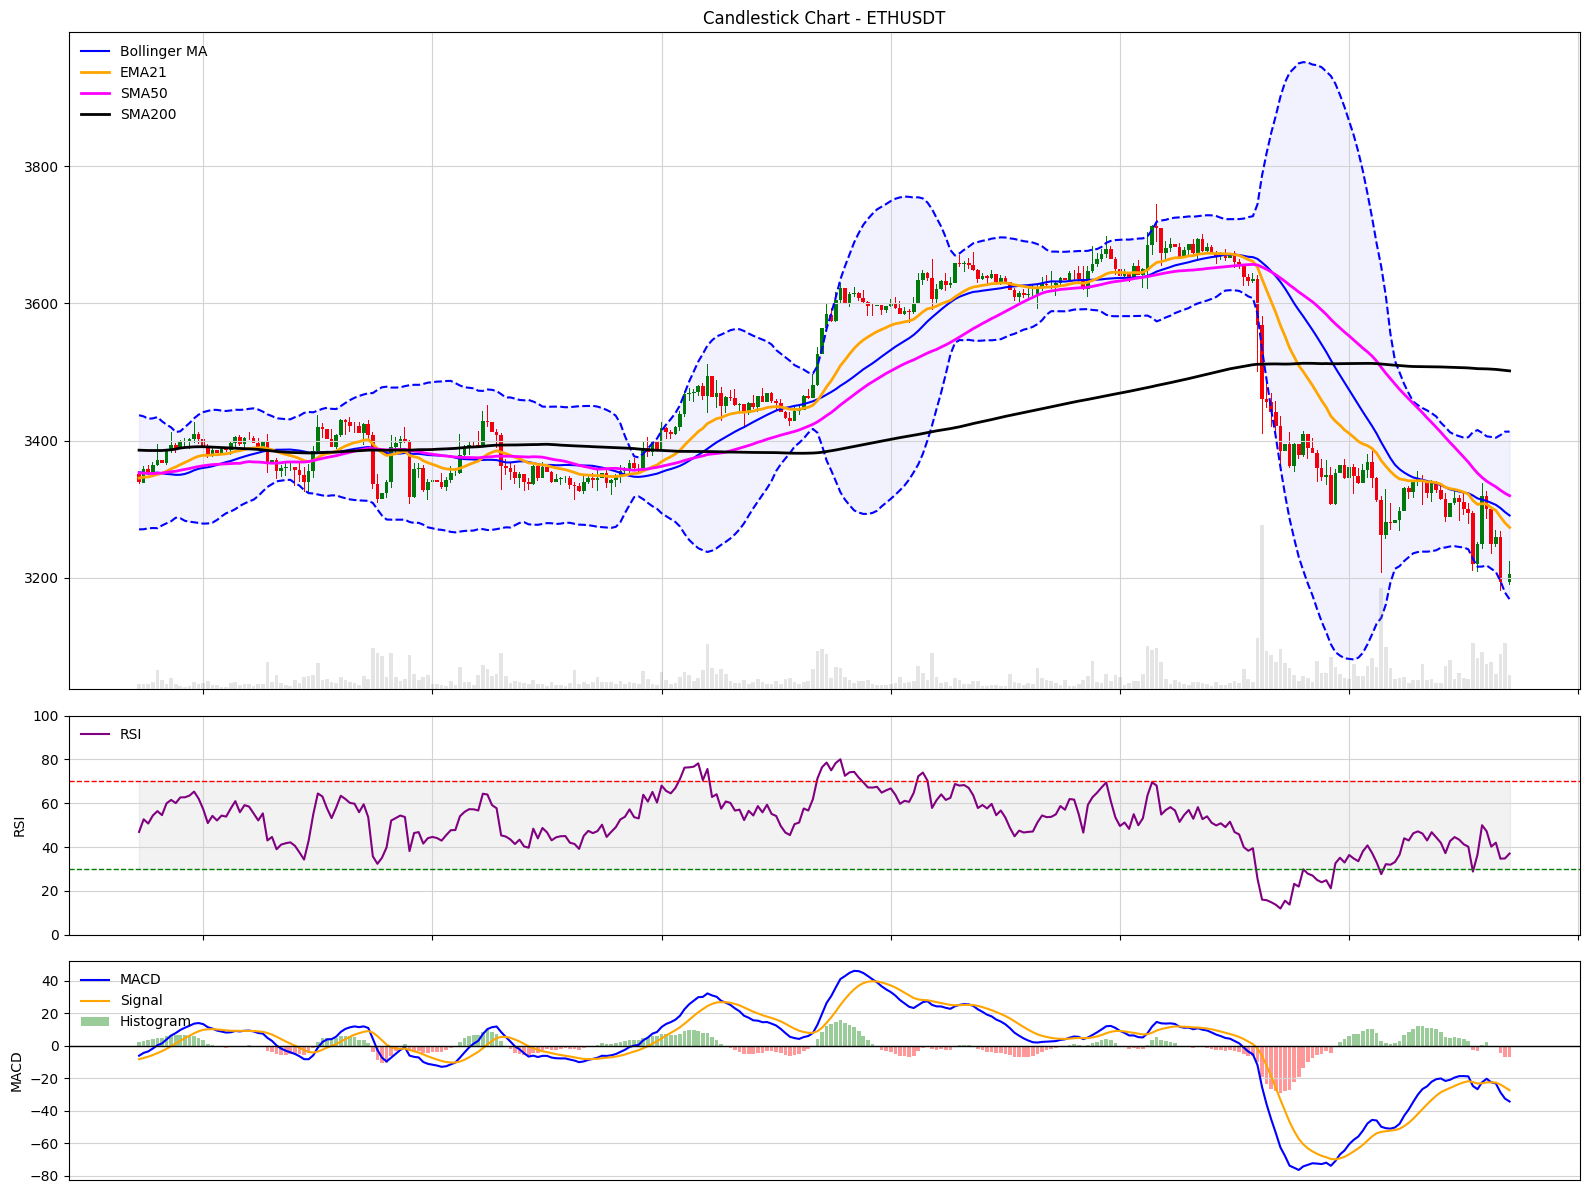 Candlestick Chart - ETHUSDT
Bollinger MA
EMA21
SMA50
SMA200
3800
3600
3400
3200
RSI
100
80
60
40
20
0
RSI
MACD
Signal
Histogram
40
20
0
−20
−40
−60
−80
MACD